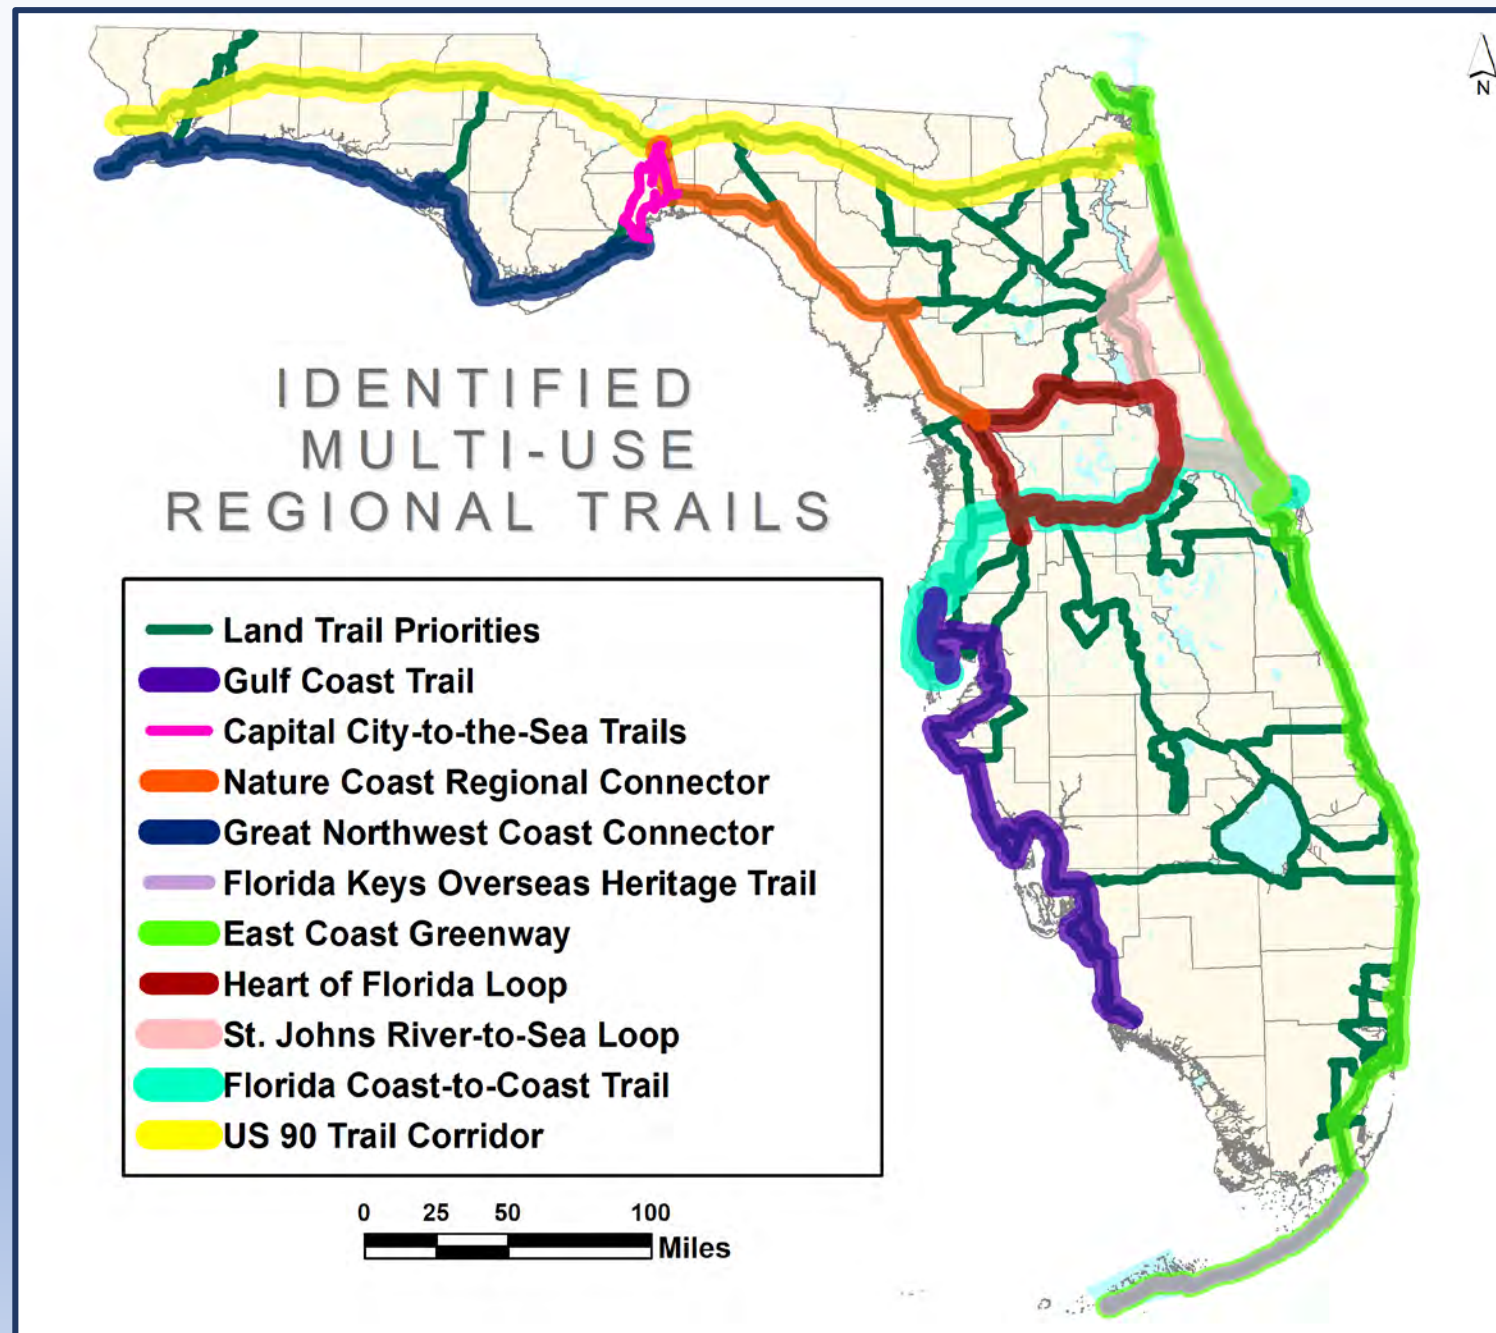 N
IDENTIFIED
MULTI-USE
REGIONAL TRAILS
Land Trail Priorities
Gulf Coast Trail
Capital City-to-the-Sea Trails
Nature Coast Regional Connector
Great Northwest Coast Connector
Florida Keys Overseas Heritage Trail
East Coast Greenway
Heart of Florida Loop
St. Johns River-to-Sea Loop
Florida Coast-to-Coast Trail
US 90 Trail Corridor
0 25 50 100
Miles